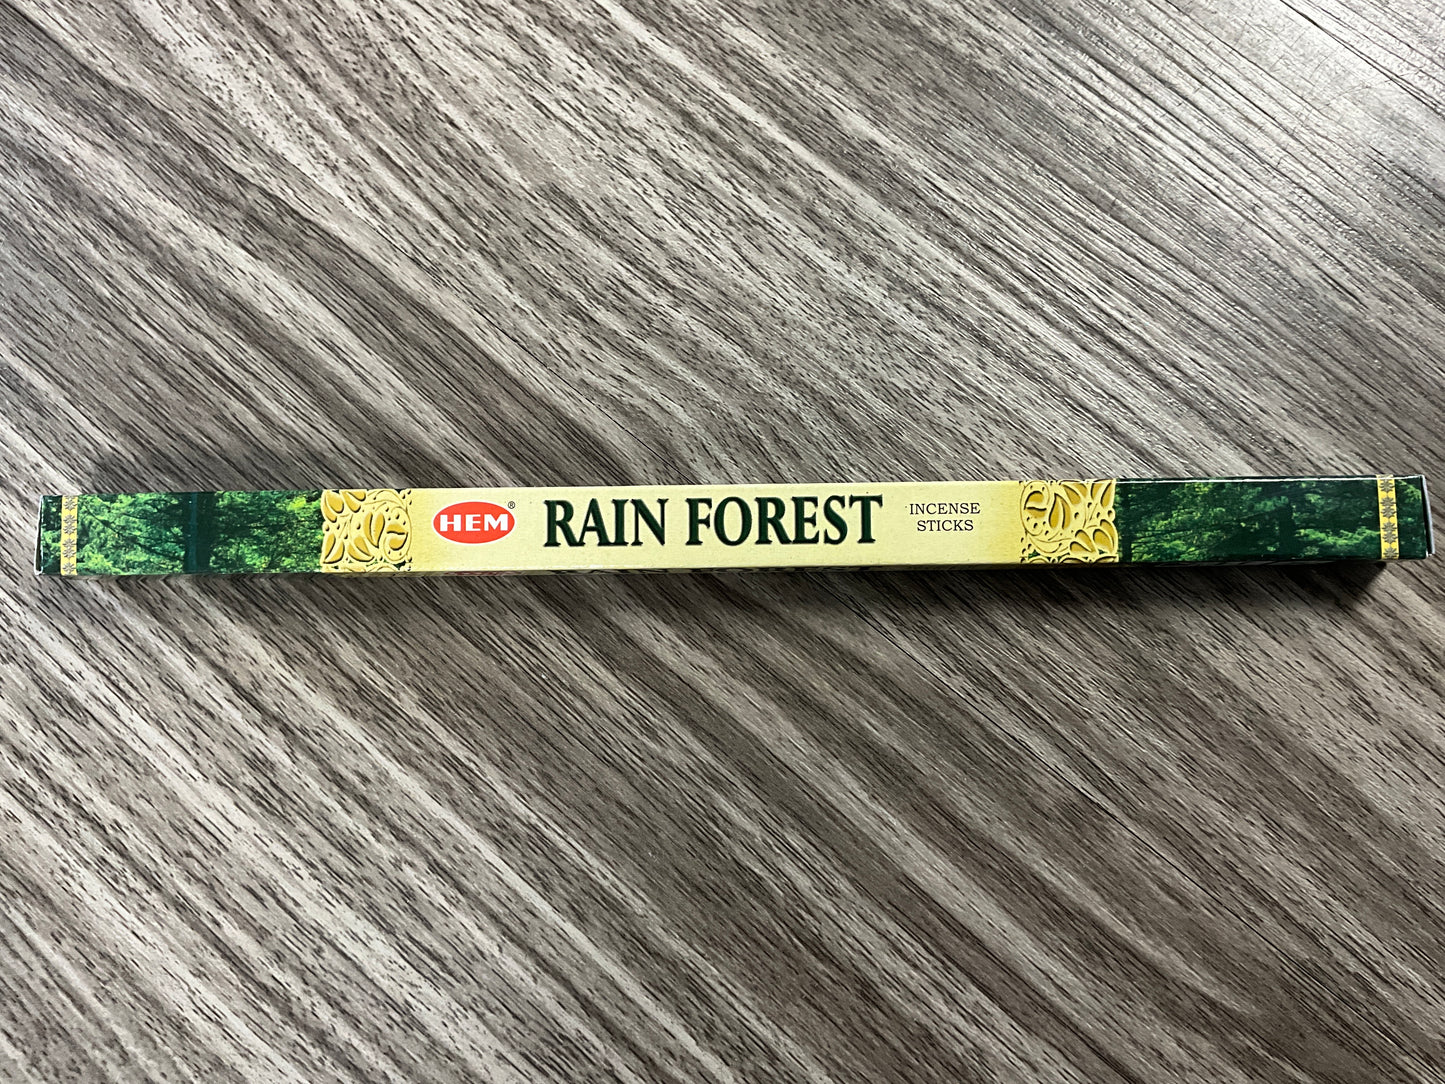 HEM®
RAIN FOREST
INCENSE
STICKS